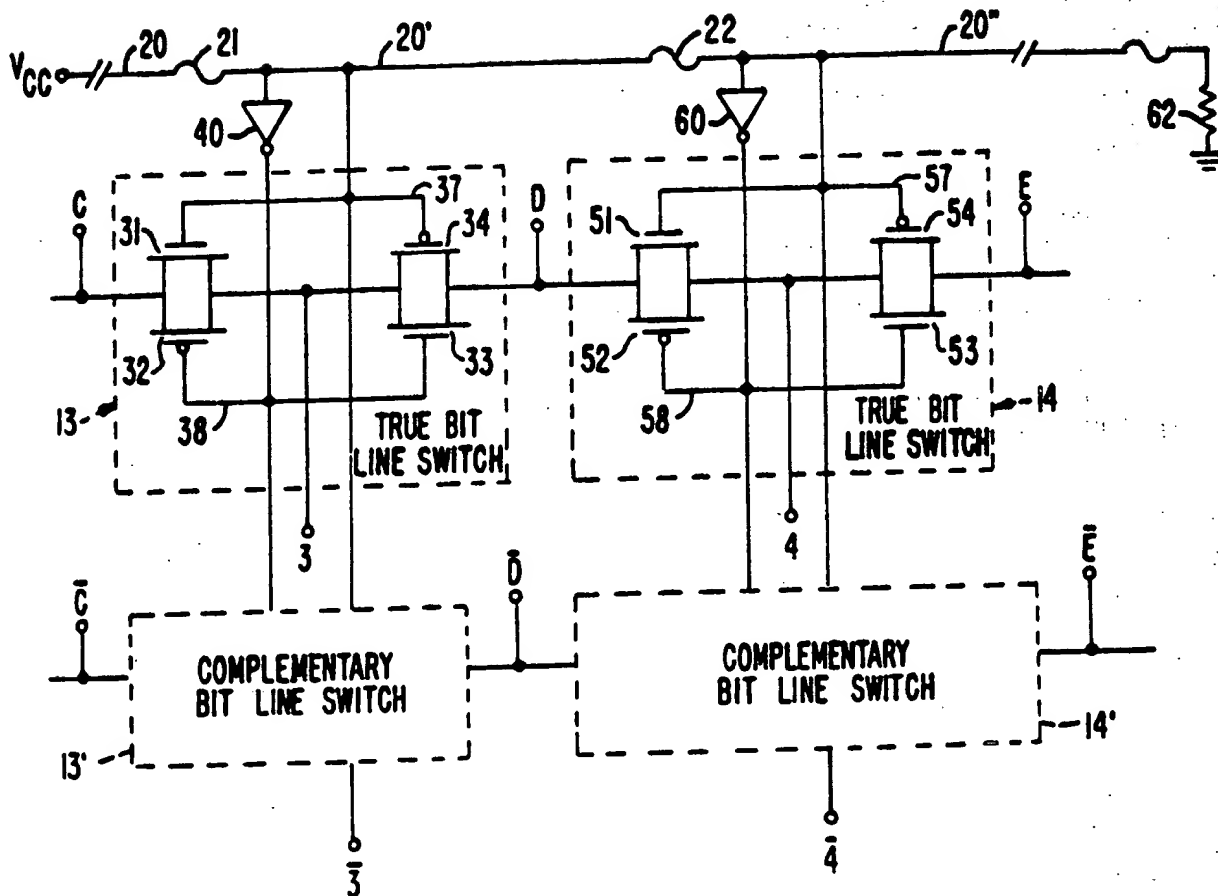 20
21
20'
22
20"
VCC
40
60
62
37
57
C
31
34
D
51
54
E
32
33
52
53
13
38
TRUE BIT
LINE SWITCH
58
TRUE BIT
LINE SWITCH
14
3
4
C̅
D̅
E̅
COMPLEMENTARY
BIT LINE SWITCH
COMPLEMENTARY
BIT LINE SWITCH
13'
14'
3̅
4̅